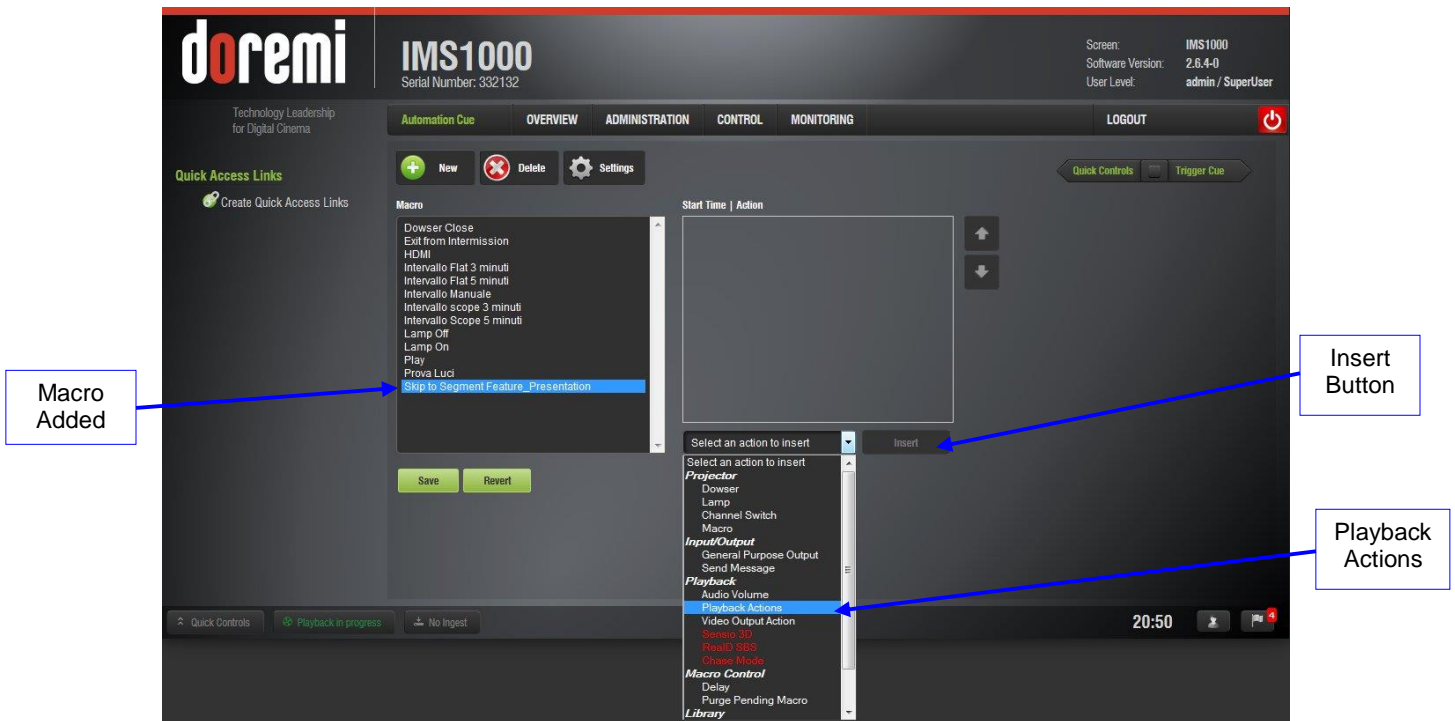 doremi
Technology Leadership
for Digital Cinema
IMS1000
Serial Number: 332132
Screen: IMS1000
Software Version: 2.6.4-0
User Level: admin / SuperUser
Automation Cue OVERVIEW ADMINISTRATION CONTROL MONITORING LOGOUT
Quick Access Links
Create Quick Access Links
New Delete Settings
Quick Controls Trigger Cue
Macro
Dowser Close
Exit from Intermission
HDMI
Intervallo Flat 3 minuti
Intervallo Flat 5 minuti
Intervallo Manuale
Intervallo scope 3 minuti
Intervallo Scope 5 minuti
Lamp Off
Lamp On
Play
Prova Luci
Skip to Segment Feature_Presentation
Save Revert
Start Time | Action
Select an action to insert Insert
Select an action to insert
Projector
Dowser
Lamp
Channel Switch
Macro
Input/Output
General Purpose Output
Send Message
Playback
Audio Volume
Playback Actions
Video Output Action
Sensio 3D
RealD SBS
Chase Mode
Macro Control
Delay
Purge Pending Macro
Library
Macro
Added
Insert
Button
Playback
Actions
Quick Controls Playback in progress No Ingest
20:50 4